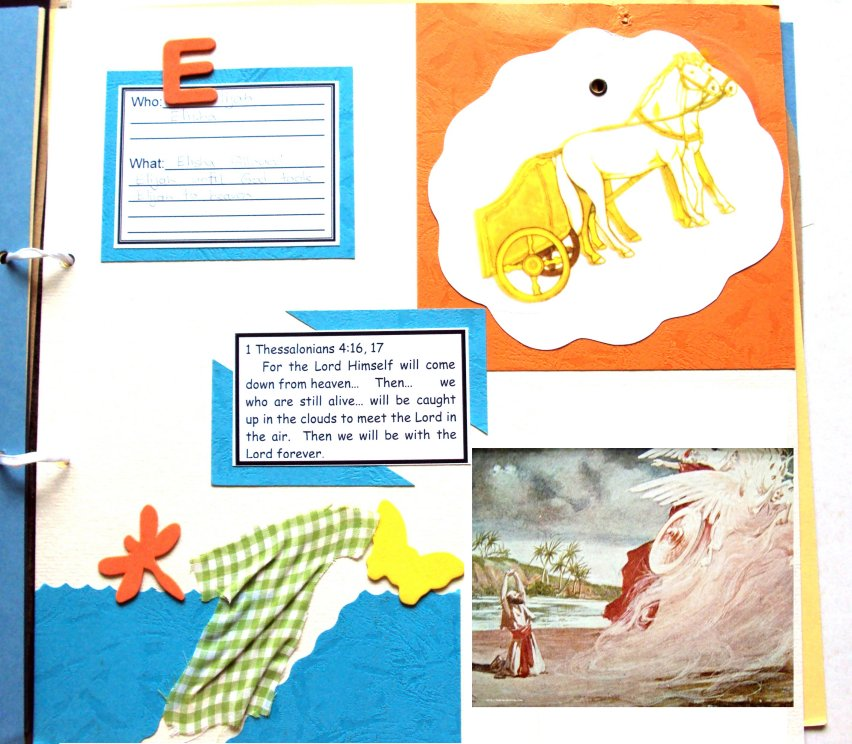 E
Who:
Elisha
What: Elisha followed
Elijah until God took
Elijah to heaven
1 Thessalonians 4:16, 17
For the Lord Himself will come
down from heaven... Then... we
who are still alive... will be caught
up in the clouds to meet the Lord in
the air. Then we will be with the
Lord forever.